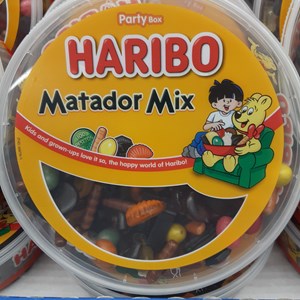 Party Box
HARIBO
Matador Mix
Kids and grown-ups love it so, the happy world of Haribo!